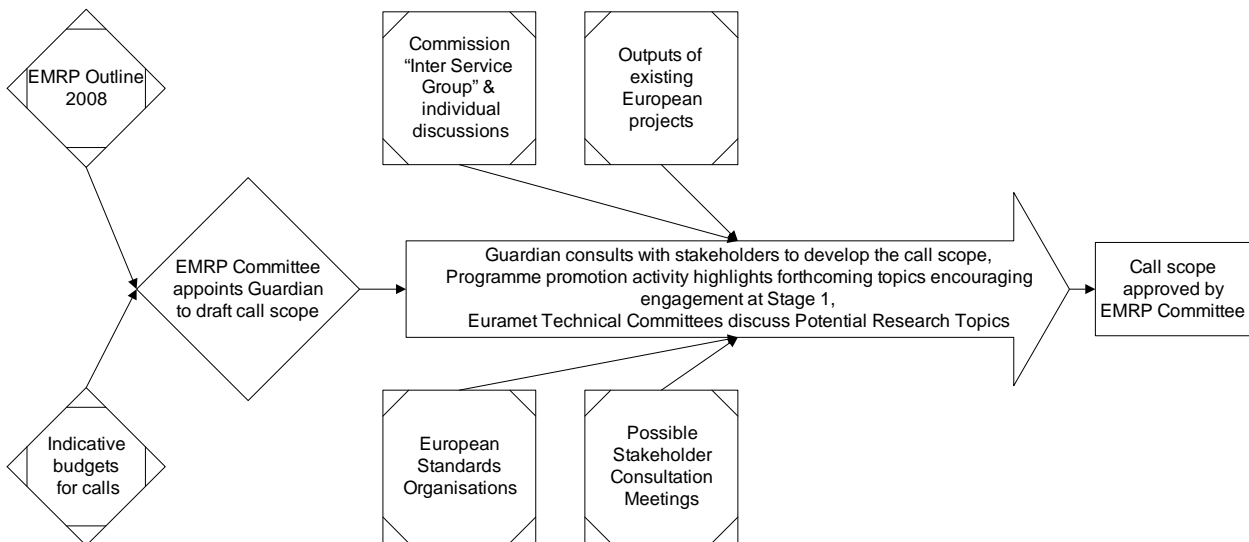 EMRP Outline
2008
Indicative
budgets
for calls
EMRP Committee
appoints Guardian
to draft call scope
Commission
“Inter Service
Group” &
individual
discussions
Outputs of
existing
European
projects
Guardian consults with stakeholders to develop the call scope,
Programme promotion activity highlights forthcoming topics encouraging
engagement at Stage 1,
Euramet Technical Committees discuss Potential Research Topics
European
Standards
Organisations
Possible
Stakeholder
Consultation
Meetings
Call scope
approved by
EMRP Committee